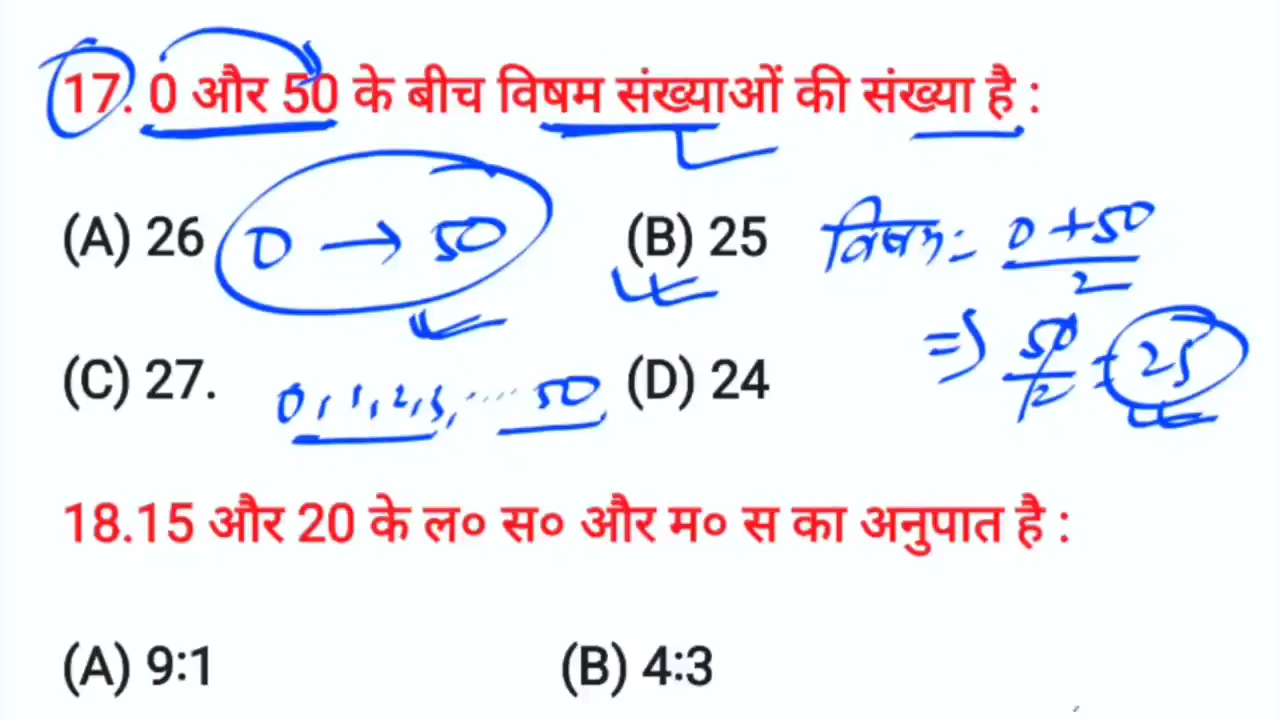 17. 0 और 50 के बीच विषम संख्याओं की संख्या है :
(A) 26 0 → 50 (B) 25 विषम = 0+50/2
⇒ 50/2 = 25
(C) 27. 0, 1, 2, 3, ..... 50, (D) 24
18.15 और 20 के ल० स० और म० स का अनुपात है :
(A) 9:1 (B) 4:3